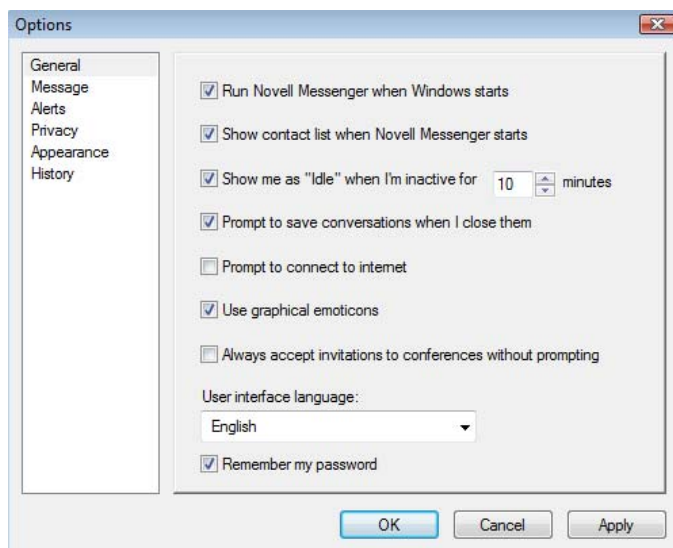 Options
General
Message
Alerts
Privacy
Appearance
History
Run Novell Messenger when Windows starts
Show contact list when Novell Messenger starts
Show me as "Idle" when I'm inactive for 10 minutes
Prompt to save conversations when I close them
Prompt to connect to internet
Use graphical emoticons
Always accept invitations to conferences without prompting
User interface language:
English
Remember my password
OK Cancel Apply